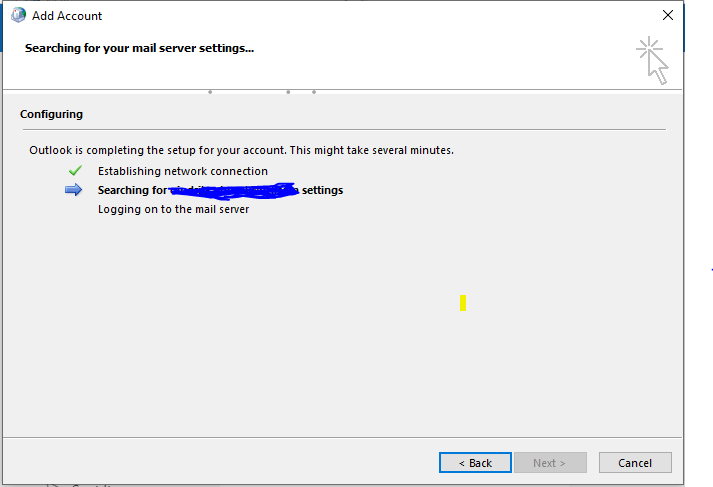 Add Account
Searching for your mail server settings...
Configuring
Outlook is completing the setup for your account. This might take several minutes.
Establishing network connection
Searching for settings
Logging on to the mail server
< Back
Next >
Cancel